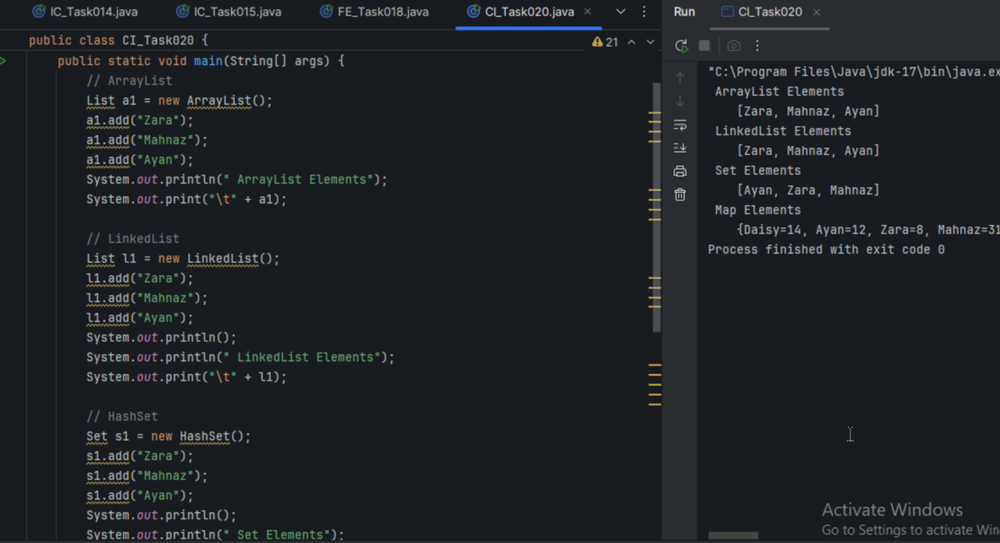 IC_Task014.java IC_Task015.java FE_Task018.java CI_Task020.java
public class CI_Task020 {
21
public static void main(String[] args) {
// ArrayList
List a1 = new ArrayList();
a1.add("Zara");
a1.add("Mahnaz");
a1.add("Ayan");
System.out.println(" ArrayList Elements");
System.out.print("\t" + a1);
// LinkedList
List l1 = new LinkedList();
l1.add("Zara");
l1.add("Mahnaz");
l1.add("Ayan");
System.out.println();
System.out.println(" LinkedList Elements");
System.out.print("\t" + l1);
// HashSet
Set s1 = new HashSet();
s1.add("Zara");
s1.add("Mahnaz");
s1.add("Ayan");
System.out.println();
System.out.println(" Set Elements");
Run CI_Task020
"C:\Program Files\Java\jdk-17\bin\java.ex
ArrayList Elements
[Zara, Mahnaz, Ayan]
LinkedList Elements
[Zara, Mahnaz, Ayan]
Set Elements
[Ayan, Zara, Mahnaz]
Map Elements
{Daisy=14, Ayan=12, Zara=8, Mahnaz=31
Process finished with exit code 0
Activate Windows
Go to Settings to activate Win